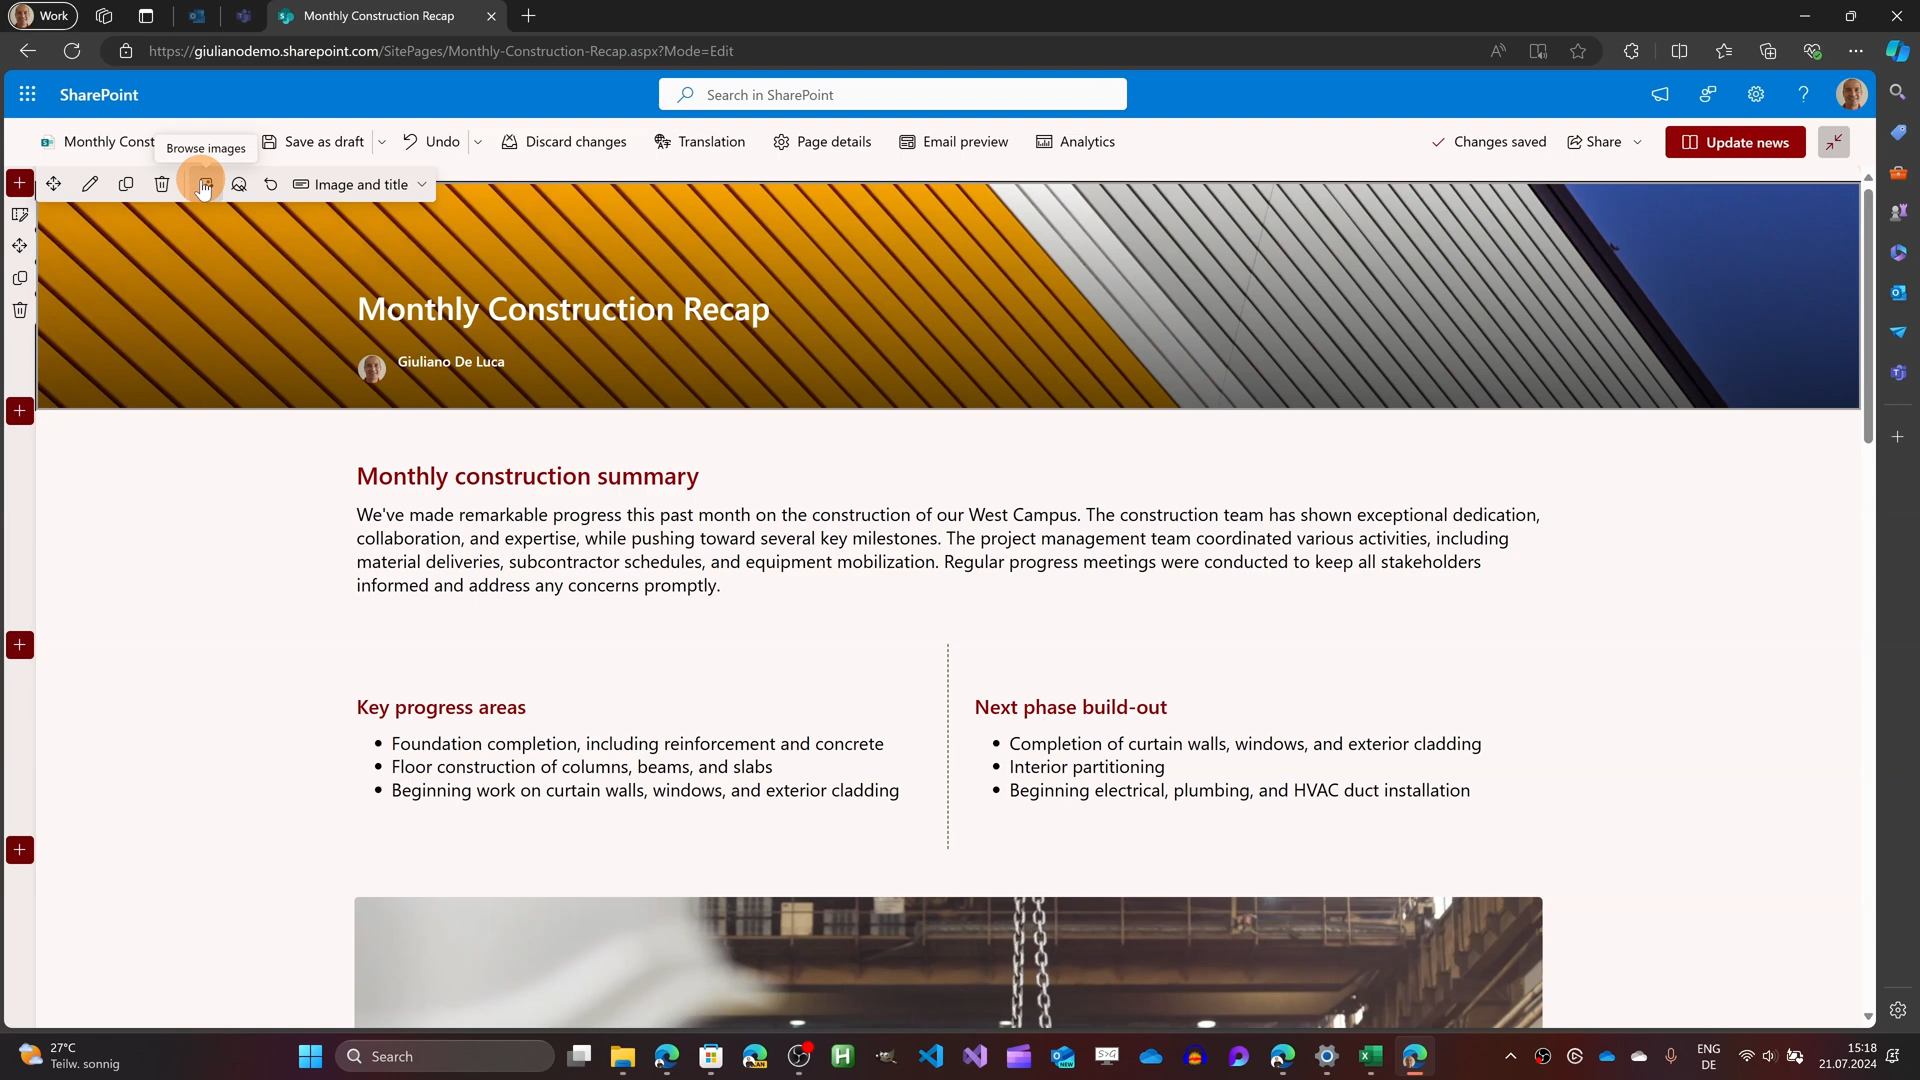 Work
Monthly Construction Recap
https://giulianodemo.sharepoint.com/SitePages/Monthly-Construction-Recap.aspx?Mode=Edit
SharePoint
Search in SharePoint
Monthly Const
Browse images
Save as draft
Undo
Discard changes
Translation
Page details
Email preview
Analytics
Changes saved
Share
Update news
Image and title
Monthly Construction Recap
Giuliano De Luca
Monthly construction summary
We've made remarkable progress this past month on the construction of our West Campus. The construction team has shown exceptional dedication,
collaboration, and expertise, while pushing toward several key milestones. The project management team coordinated various activities, including
material deliveries, subcontractor schedules, and equipment mobilization. Regular progress meetings were conducted to keep all stakeholders
informed and address any concerns promptly.
Key progress areas
• Foundation completion, including reinforcement and concrete
• Floor construction of columns, beams, and slabs
• Beginning work on curtain walls, windows, and exterior cladding
Next phase build-out
• Completion of curtain walls, windows, and exterior cladding
• Interior partitioning
• Beginning electrical, plumbing, and HVAC duct installation
27°C
Teilw. sonnig
Search
ENG
DE
15:18
21.07.2024